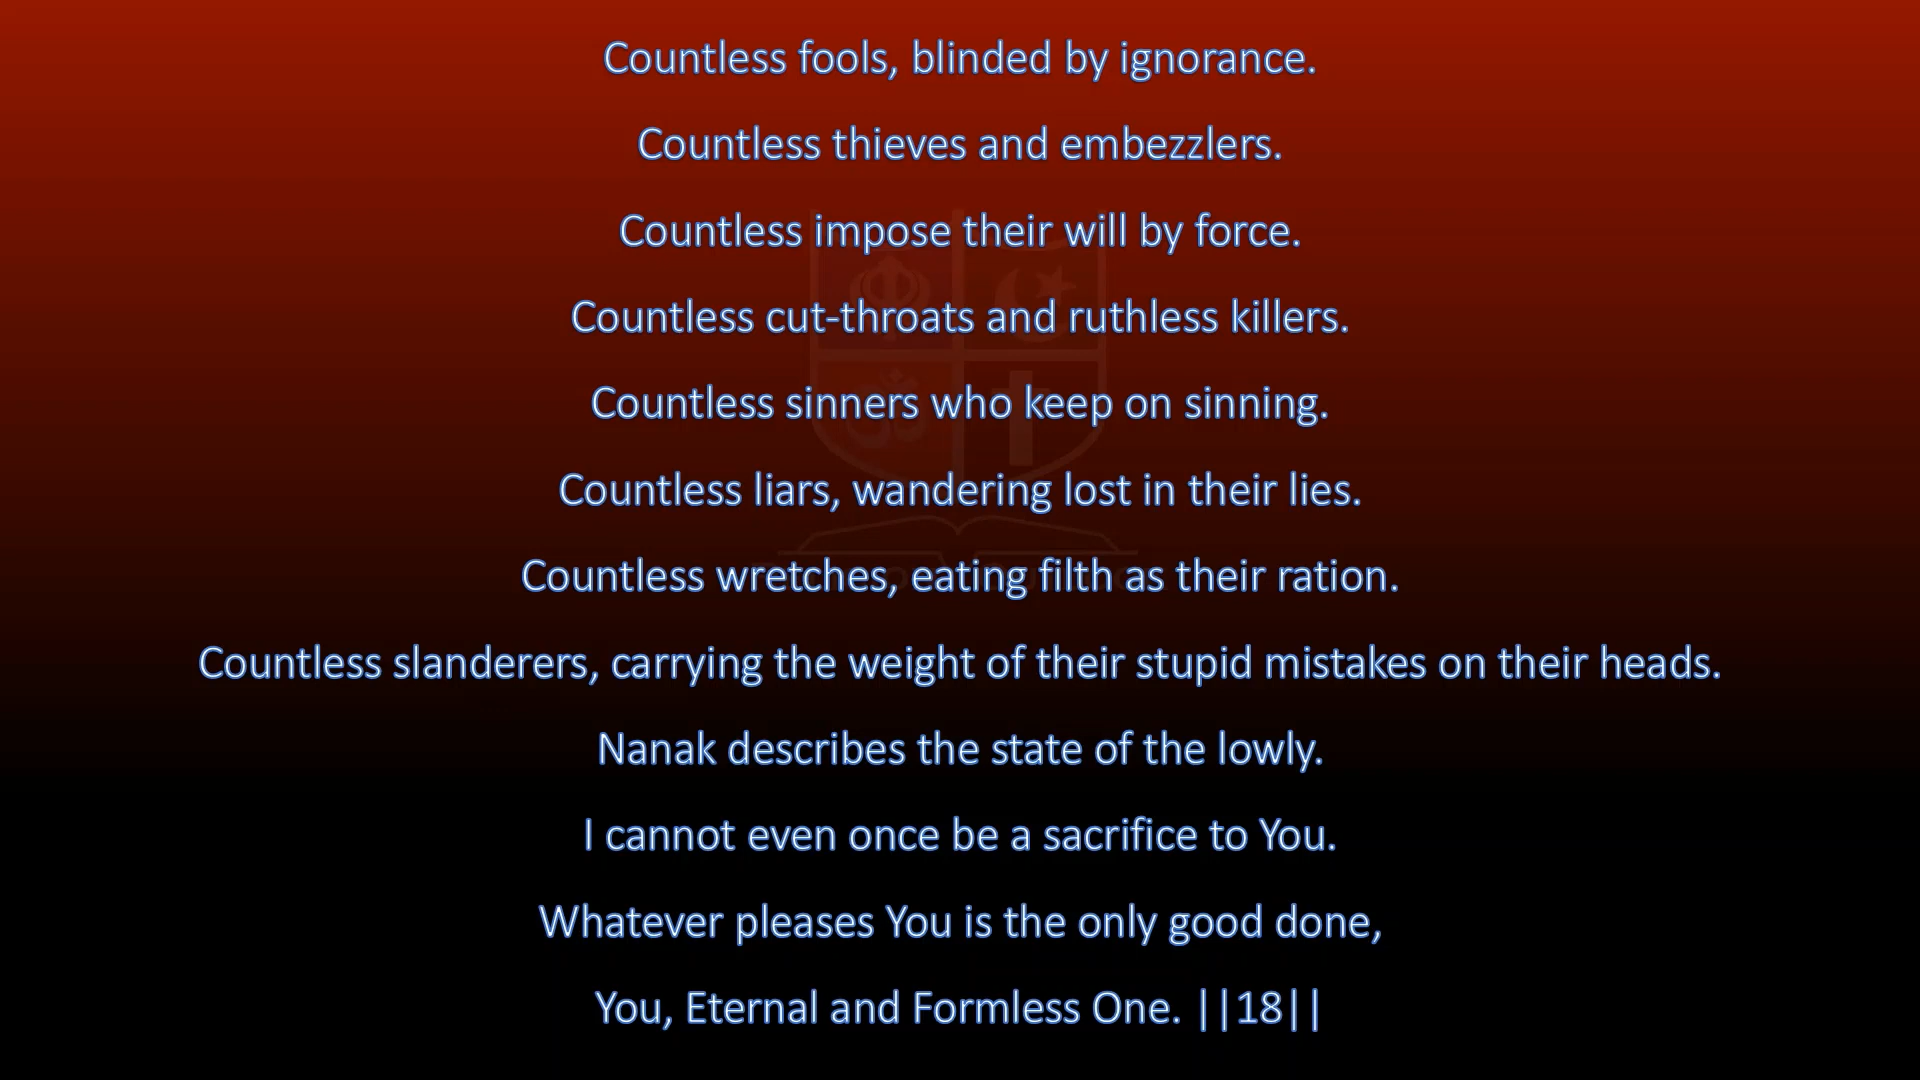 Countless fools, blinded by ignorance.
Countless thieves and embezzlers.
Countless impose their will by force.
Countless cut-throats and ruthless killers.
Countless sinners who keep on sinning.
Countless liars, wandering lost in their lies.
Countless wretches, eating filth as their ration.
Countless slanderers, carrying the weight of their stupid mistakes on their heads.
Nanak describes the state of the lowly.
I cannot even once be a sacrifice to You.
Whatever pleases You is the only good done,
You, Eternal and Formless One. ||18||